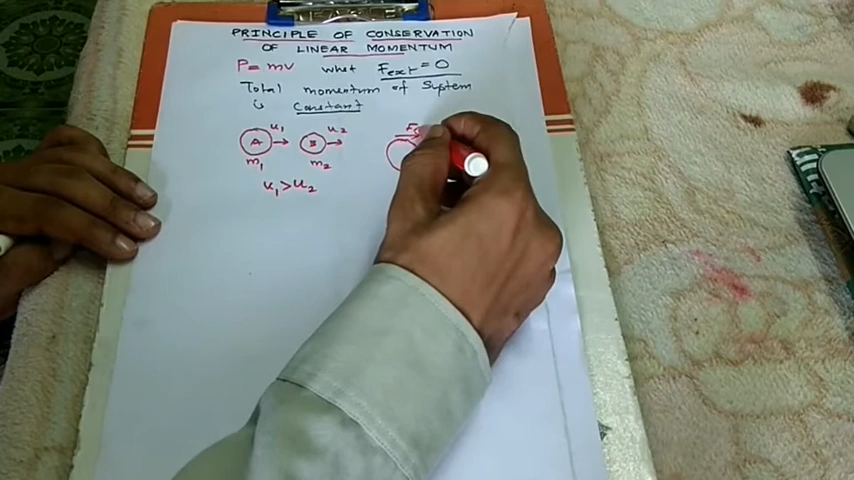 PRINCIPLE OF CONSERVATION
OF LINEAR MOMENTUM
P = mv when Fext = 0
Total Momentum of System
is Constant
A u1 B u2 F
m1 m2
u1 > u2